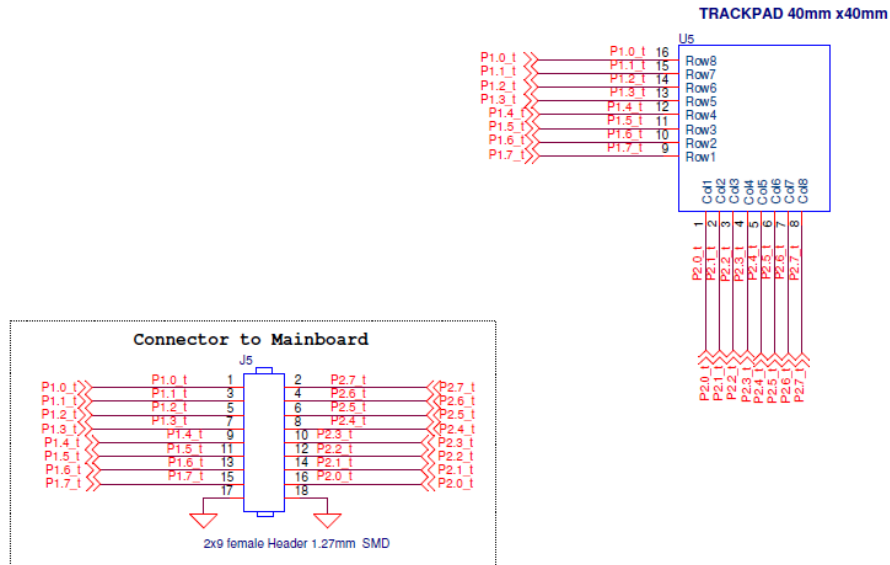 TRACKPAD 40mm x40mm
U5
P1.0_t P1.0_t 16 Row8
P1.1_t P1.1_t 15 Row7
P1.2_t P1.2_t 14 Row6
P1.3_t P1.3_t 13 Row5
P1.4_t P1.4_t 12 Row4
P1.5_t P1.5_t 11 Row3
P1.6_t P1.6_t 10 Row2
P1.7_t P1.7_t 9 Row1
Col1 Col2 Col3 Col4 Col5 Col6 Col7 Col8
1 2 3 4 5 6 7 8
P2.0_t P2.1_t P2.2_t P2.3_t P2.4_t P2.5_t P2.6_t P2.7_t
P2.0_t P2.1_t P2.2_t P2.3_t P2.4_t P2.5_t P2.6_t P2.7_t
Connector to Mainboard
J5
P1.0_t P1.0_t 1 2 P2.7_t P2.7_t
P1.1_t P1.1_t 3 4 P2.6_t P2.6_t
P1.2_t P1.2_t 5 6 P2.5_t P2.5_t
P1.3_t P1.3_t 7 8 P2.4_t P2.4_t
P1.4_t P1.4_t 9 10 P2.3_t P2.3_t
P1.5_t P1.5_t 11 12 P2.2_t P2.2_t
P1.6_t P1.6_t 13 14 P2.1_t P2.1_t
P1.7_t P1.7_t 15 16 P2.0_t P2.0_t
17 18
2x9 female Header 1.27mm SMD